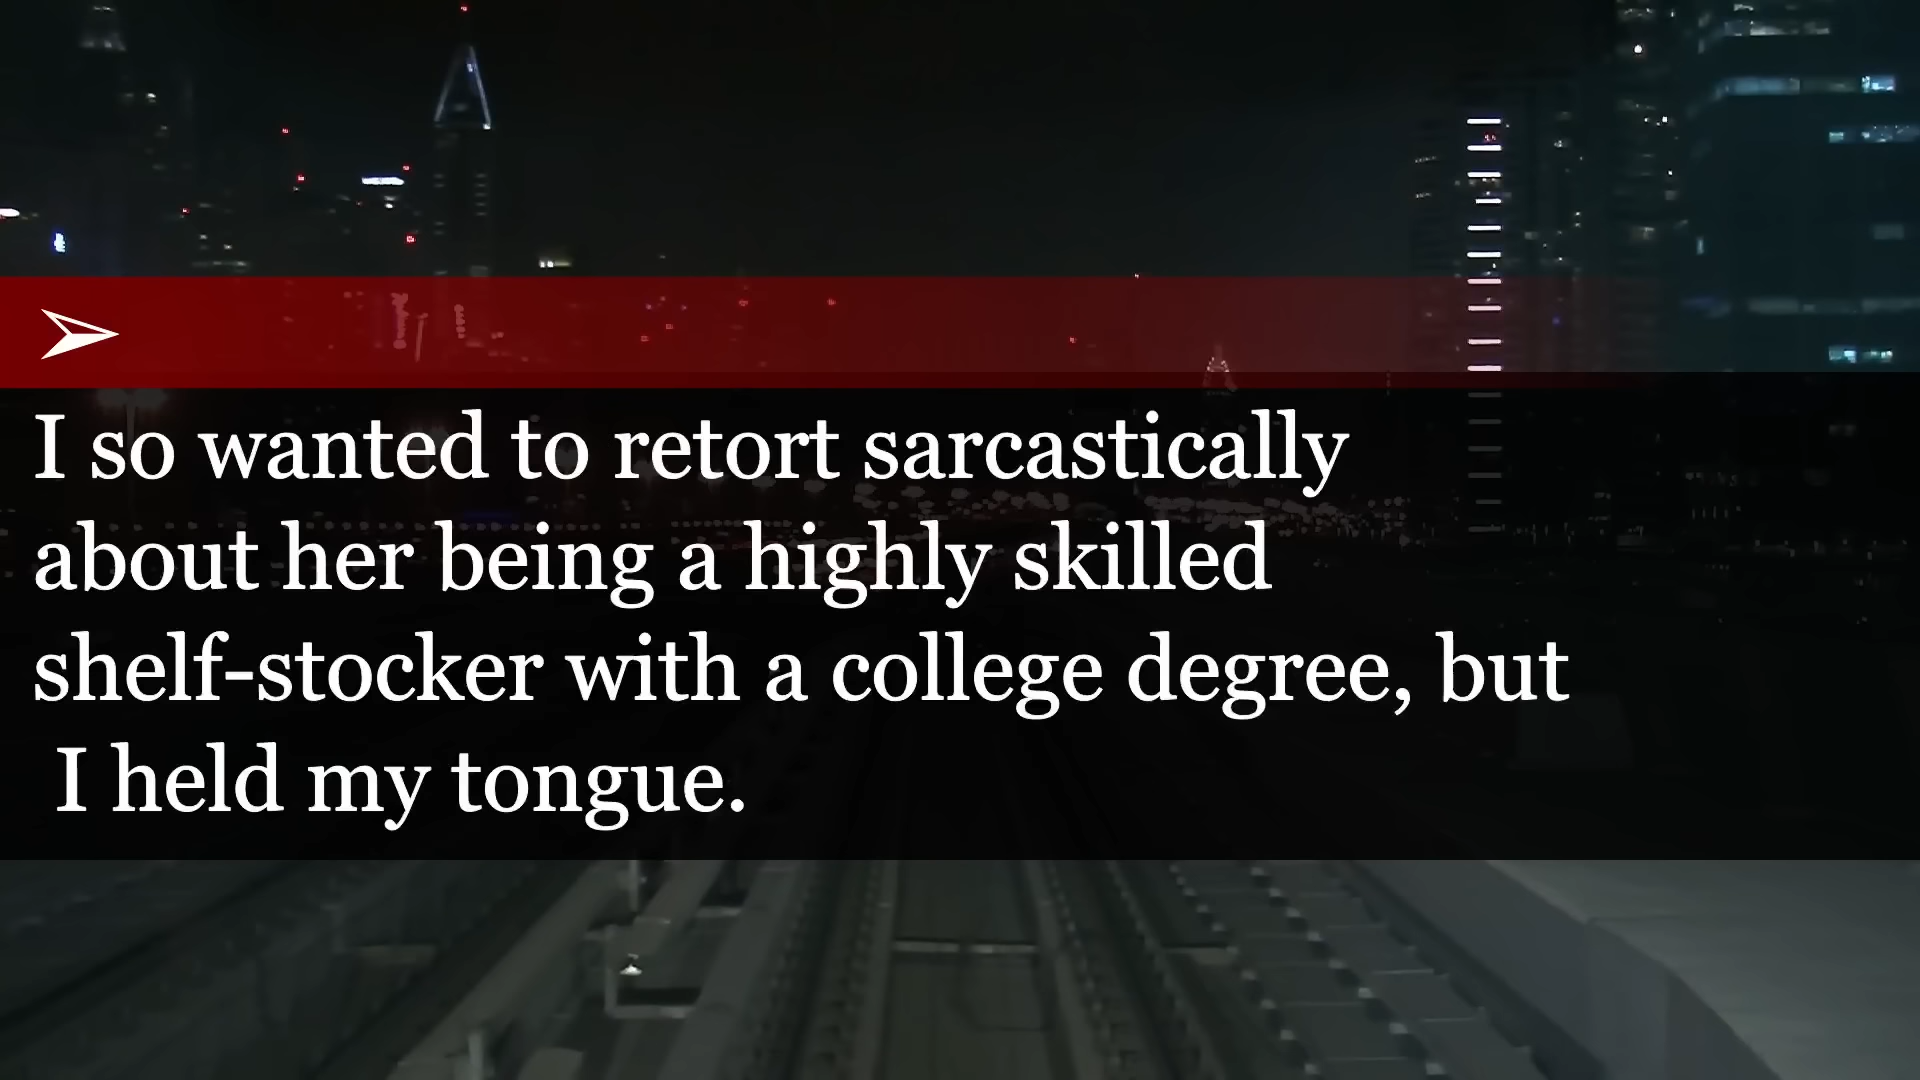 I so wanted to retort sarcastically
about her being a highly skilled
shelf-stocker with a college degree, but
I held my tongue.